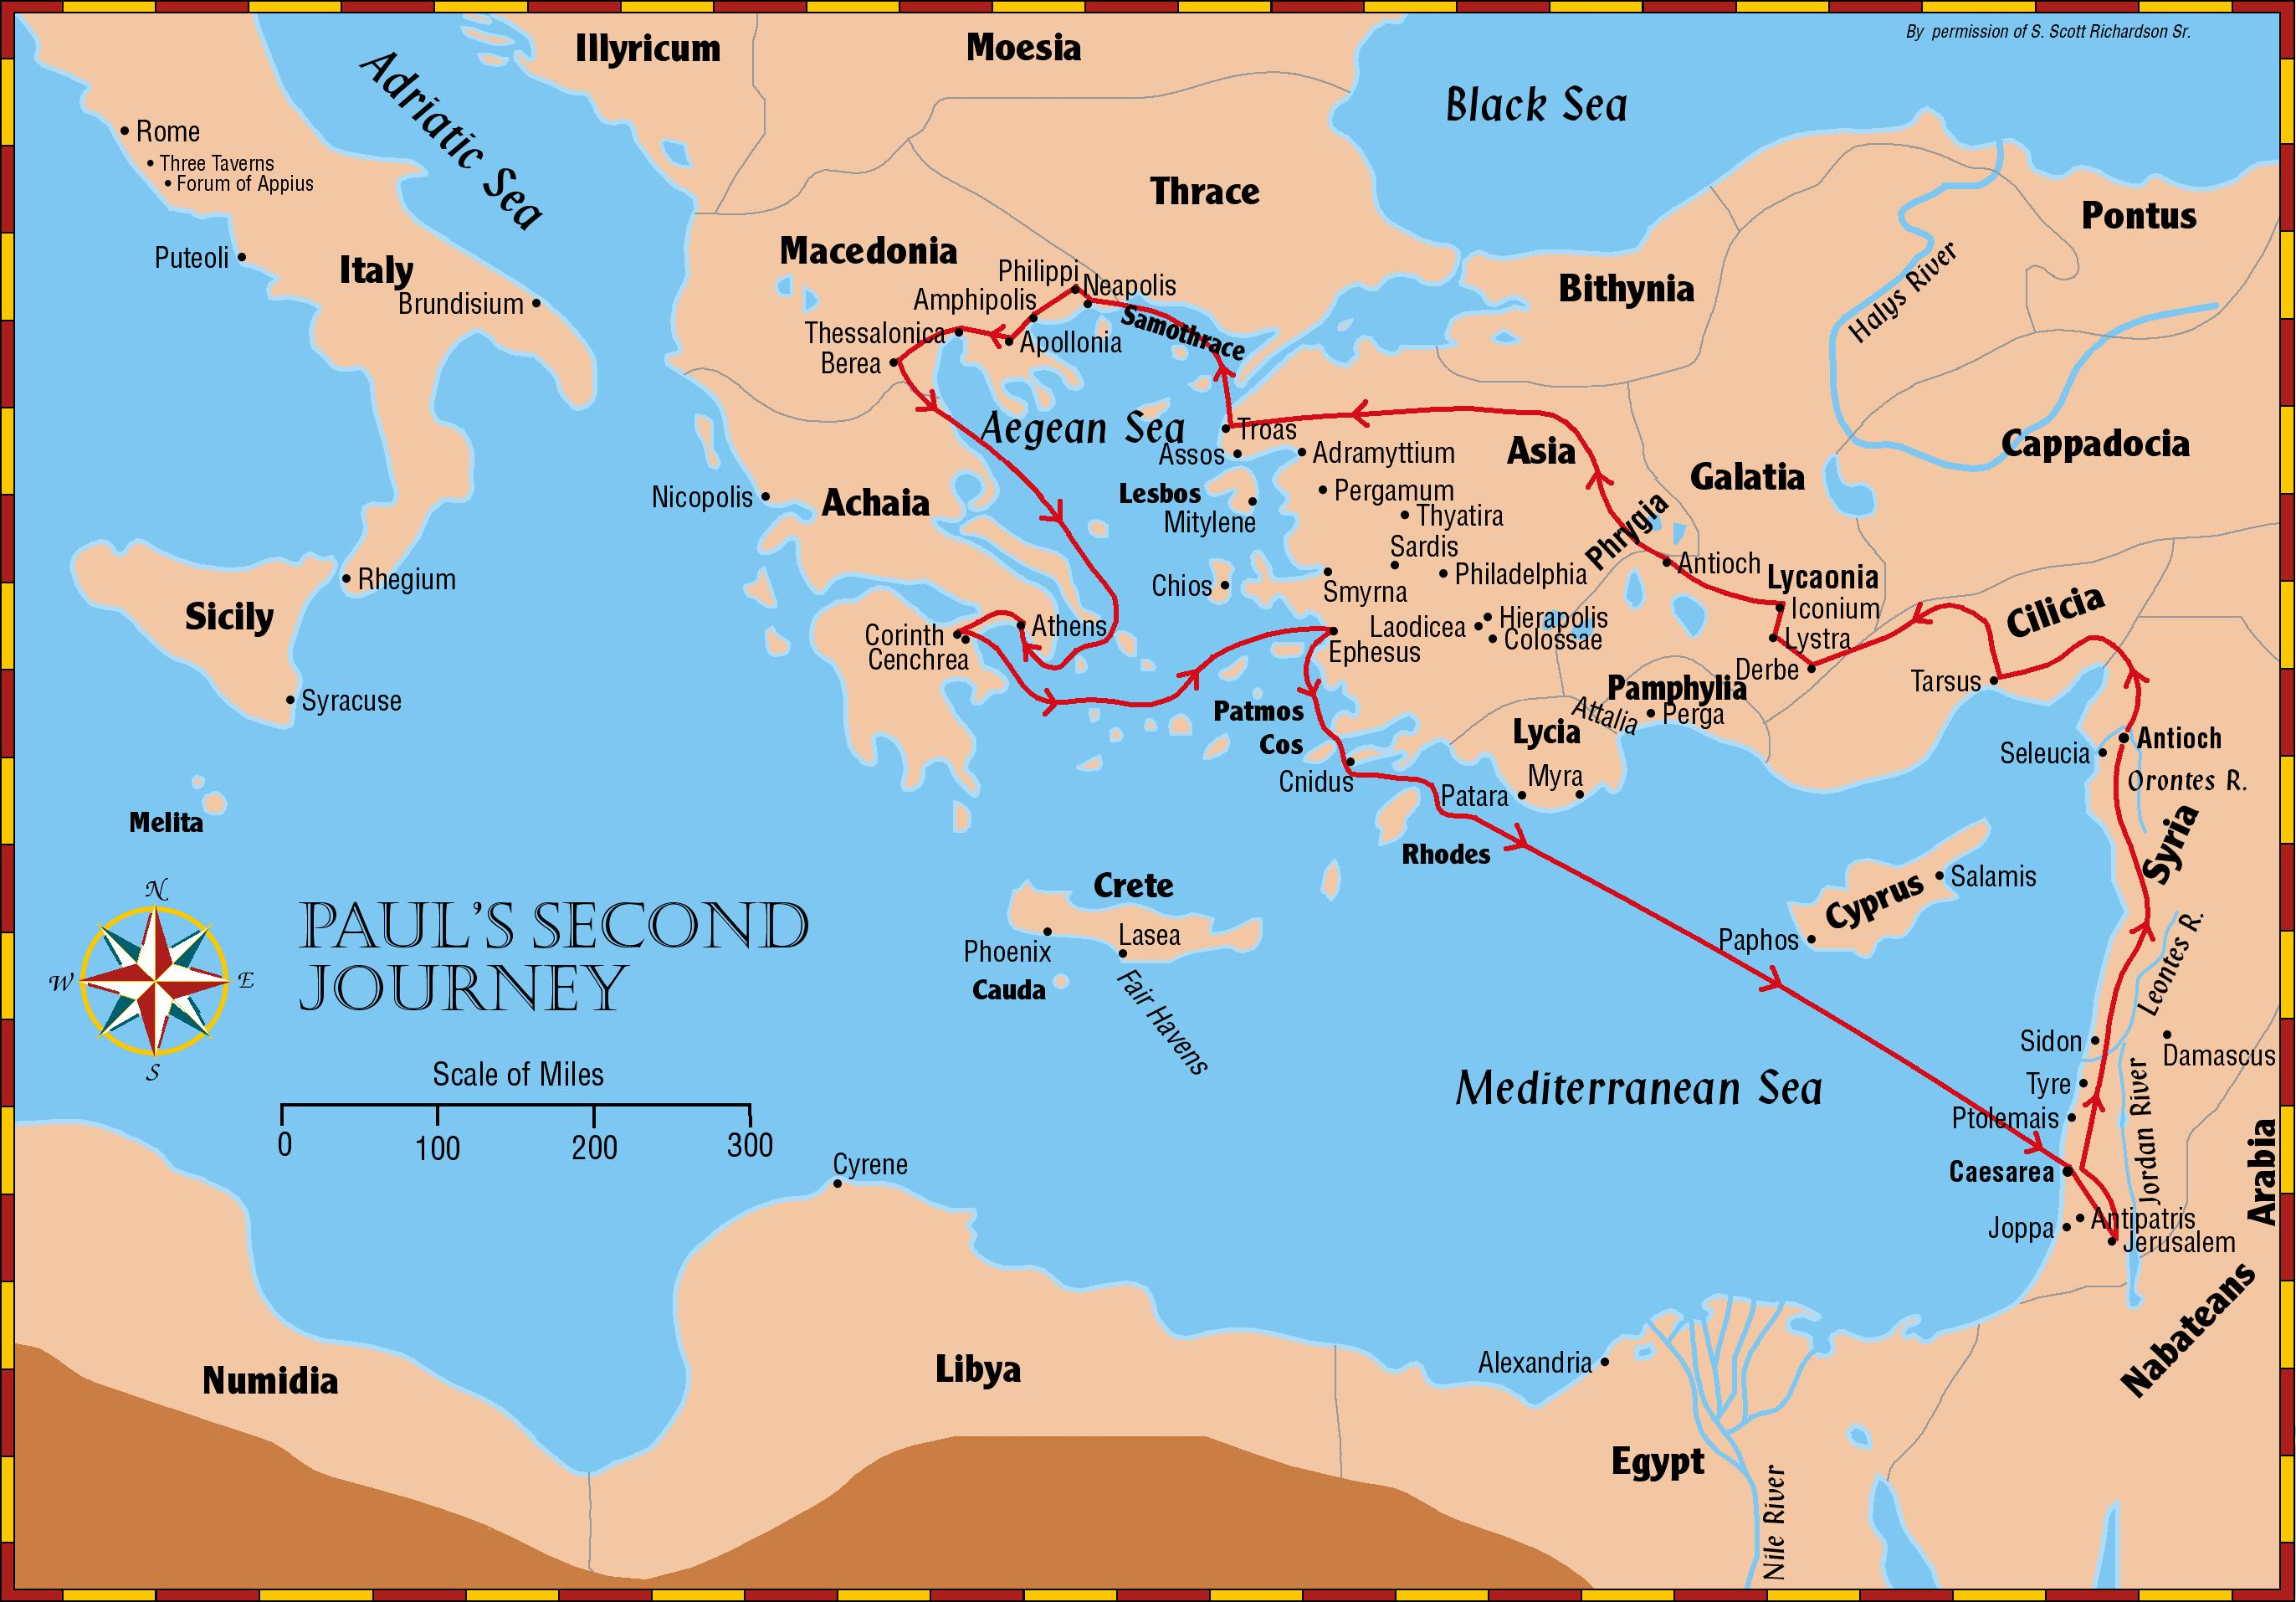 By permission of S. Scott Richardson Sr.
Illyricum
Moesia
Adriatic Sea
Black Sea
Rome
Three Taverns
Forum of Appius
Thrace
Pontus
Puteoli
Italy
Brundisium
Macedonia
Philippi
Neapolis
Amphipolis
Samothrace
Thessalonica
Apollonia
Berea
Bithynia
Halys River
Aegean Sea
Troas
Assos
Adramyttium
Asia
Galatia
Cappadocia
Nicopolis
Achaia
Lesbos
Mitylene
Pergamum
Thyatira
Sardis
Phrygia
Philadelphia
Antioch
Lycaonia
Iconium
Lystra
Derbe
Cilicia
Tarsus
Rhegium
Sicily
Syracuse
Chios
Smyrna
Hierapolis
Laodicea
Colossae
Corinth
Cenchrea
Athens
Ephesus
Pamphylia
Attalia
Perga
Patmos
Cos
Cnidus
Lycia
Myra
Patara
Rhodes
Antioch
Seleucia
Orontes R.
Syria
Melita
Crete
Phoenix
Lasea
Cauda
Fair Havens
Cyprus
Salamis
Paphos
Leontes R.
N
W
E
S
PAUL'S SECOND
JOURNEY
Scale of Miles
0
100
200
300
Mediterranean Sea
Sidon
Damascus
Tyre
Ptolemais
Jordan River
Caesarea
Arabia
Antipatris
Joppa
Jerusalem
Nabateans
Cyrene
Numidia
Libya
Alexandria
Egypt
Nile River